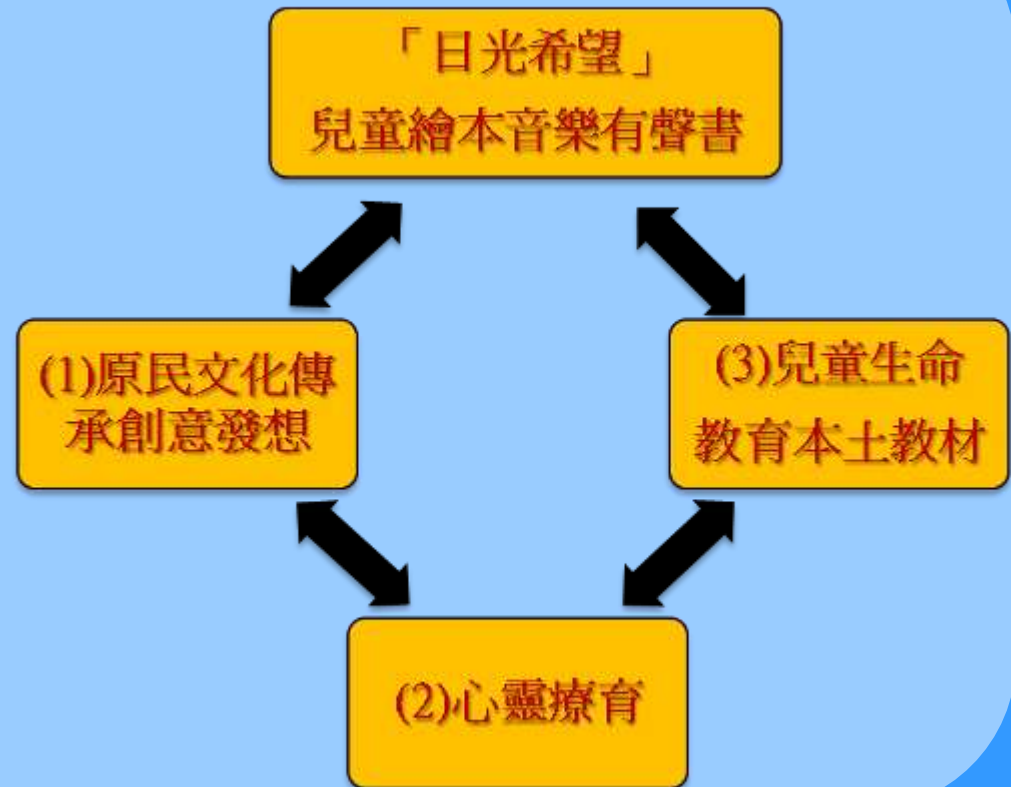 「日光希望」
兒童繪本音樂有聲書
(1)原民文化傳
承創意發想
(3)兒童生命
教育本土教材
(2)心靈療育